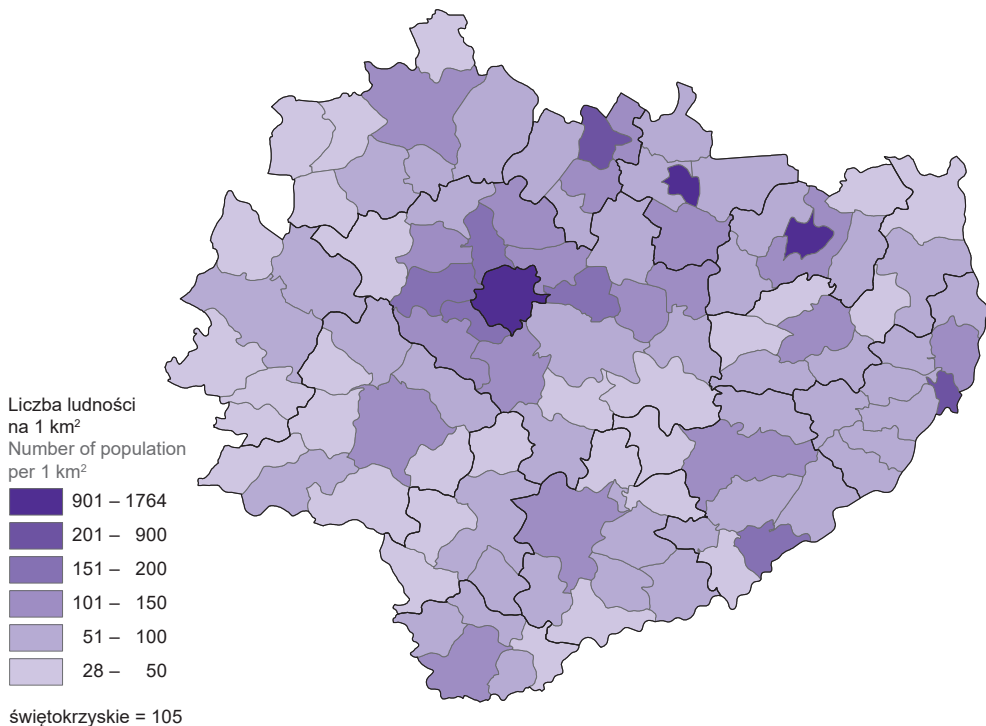 Liczba ludności
na 1 km²
Number of population
per 1 km²
901 – 1764
201 – 900
151 – 200
101 – 150
51 – 100
28 – 50
świętokrzyskie = 105